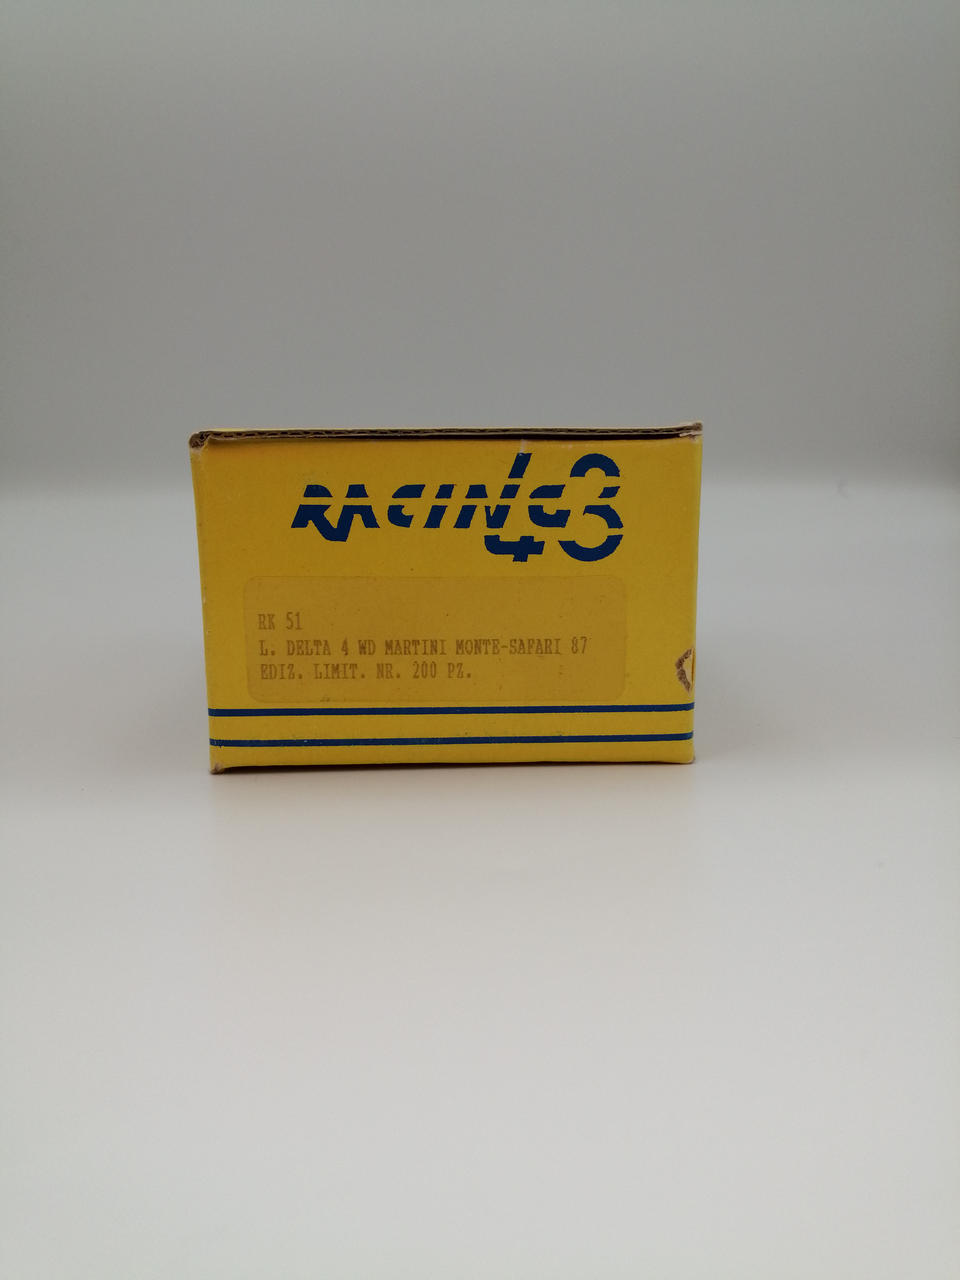 RACING43
RK 51
L. DELTA 4 WD MARTINI MONTE-SAFARI 87
EDIZ. LIMIT. NR. 200 PZ.